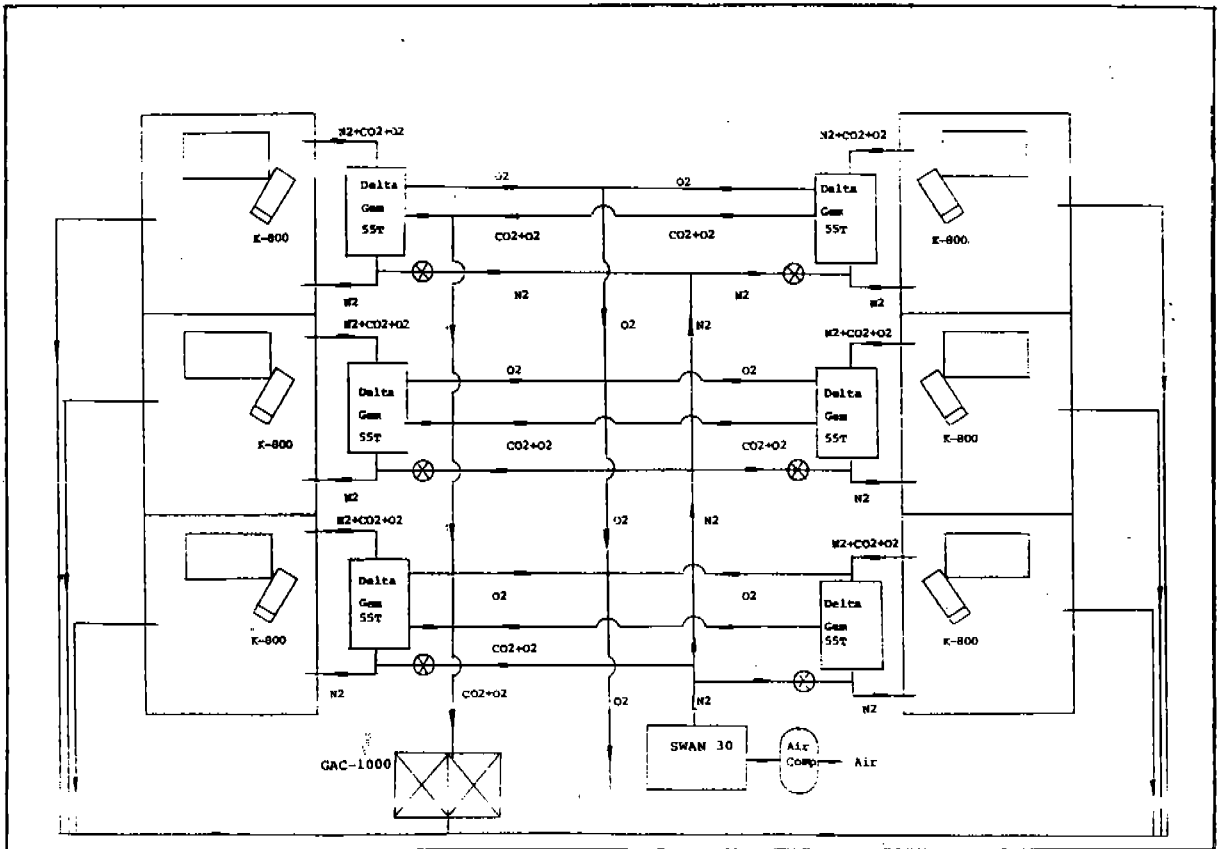 N2+CO2+O2
N2+CO2+O2
Delta
Gem
55T
O2
O2
Delta
Gem
55T
K-800
CO2+O2
CO2+O2
K-800
N2
N2
N2
N2
N2+CO2+O2
O2
N2
N2+CO2+O2
Delta
Gem
55T
O2
O2
Delta
Gem
55T
K-800
CO2+O2
CO2+O2
K-800
N2
N2
N2+CO2+O2
O2
N2
N2+CO2+O2
Delta
Gem
55T
O2
O2
Delta
Gem
55T
K-800
CO2+O2
K-800
N2
CO2+O2
O2
N2
N2
GAC-1000
SWAN 30
Air
Comp
Air